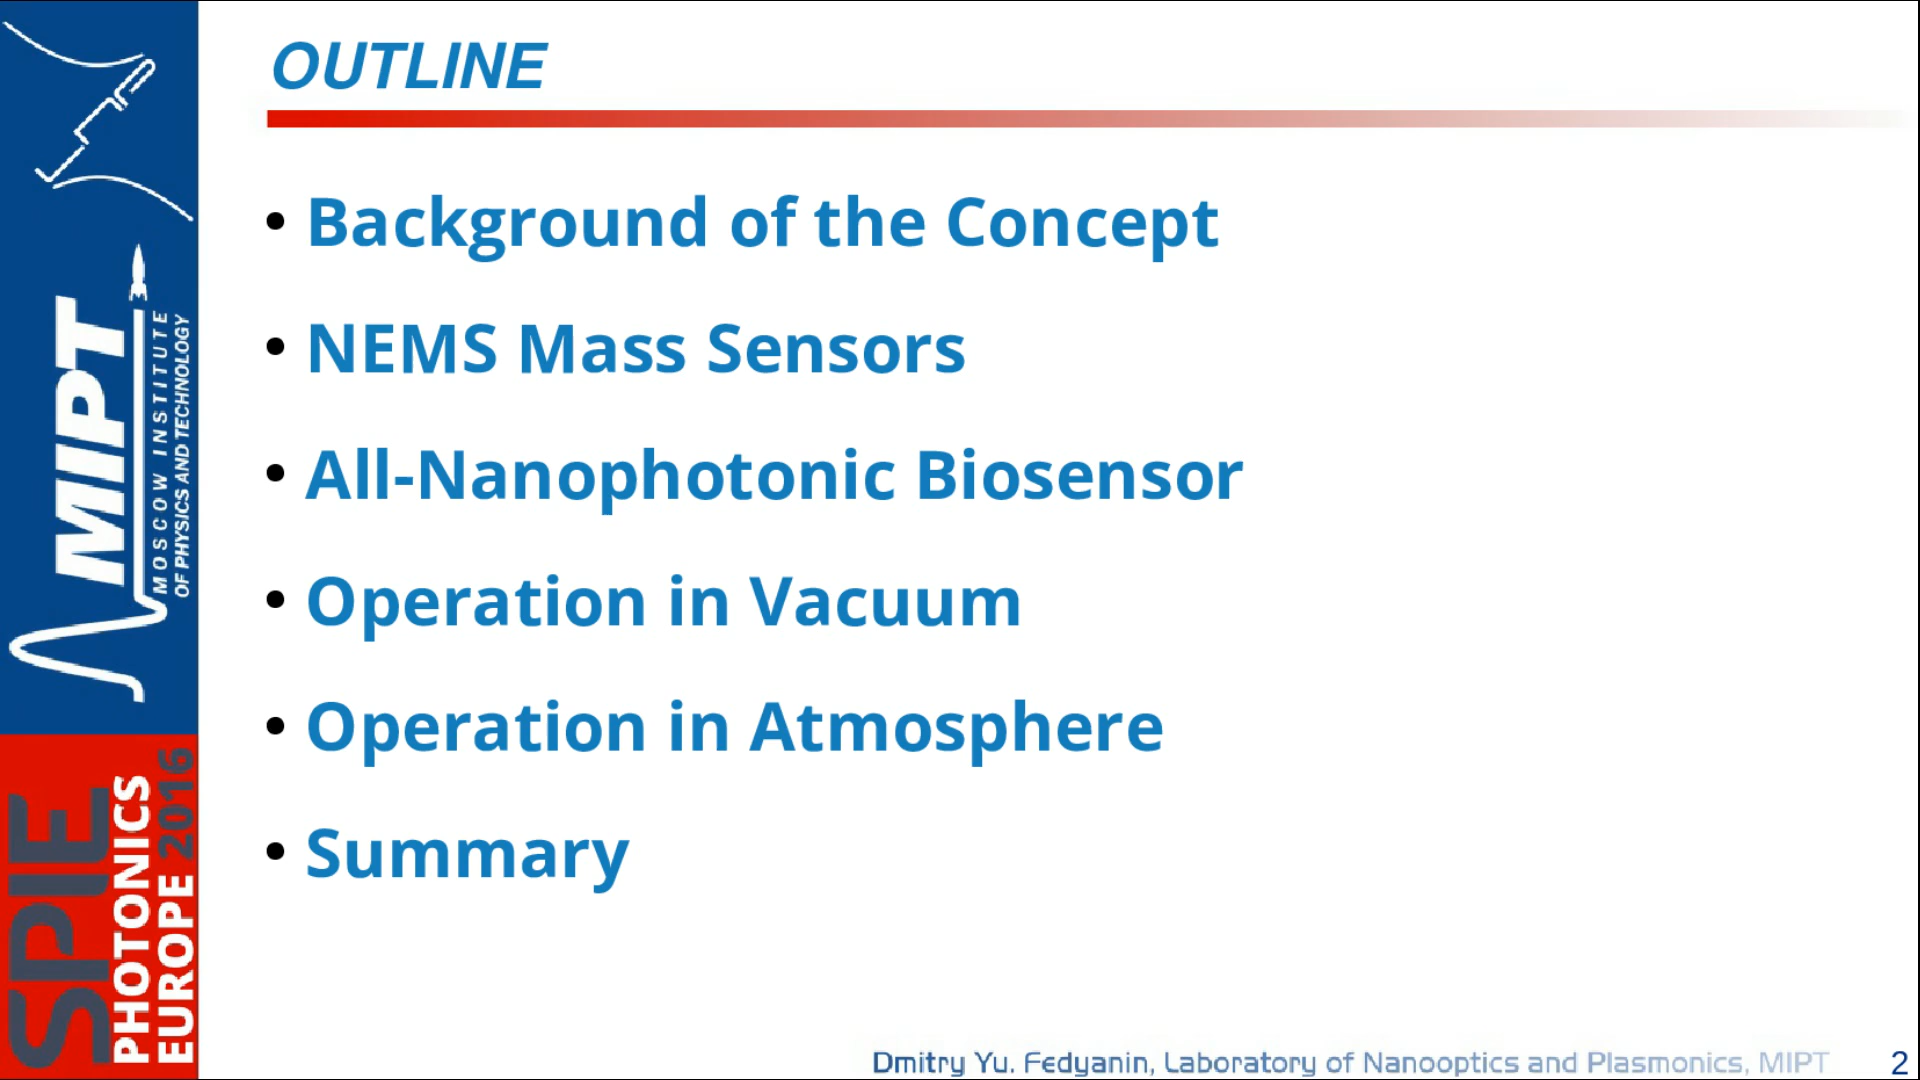 OUTLINE
• Background of the Concept
• NEMS Mass Sensors
• All-Nanophotonic Biosensor
• Operation in Vacuum
• Operation in Atmosphere
• Summary
MIPT
MOSCOW INSTITUTE
OF PHYSICS AND TECHNOLOGY
SPIE
PHOTONICS
EUROPE 2016
Dmitry Yu. Fedyanin, Laboratory of Nanooptics and Plasmonics, MIPT
2